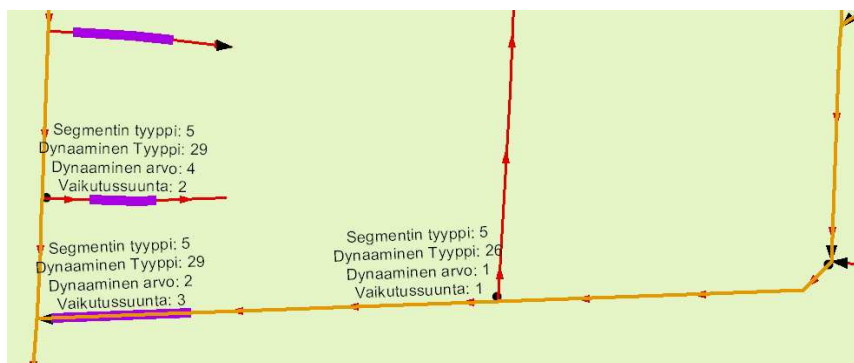 Segmentin tyyppi: 5
Dynaaminen Tyyppi: 29
Dynaaminen arvo: 4
Vaikutussuunta: 2
Segmentin tyyppi: 5
Dynaaminen Tyyppi: 29
Dynaaminen arvo: 2
Vaikutussuunta: 3
Segmentin tyyppi: 5
Dynaaminen Tyyppi: 26
Dynaaminen arvo: 1
Vaikutussuunta: 1